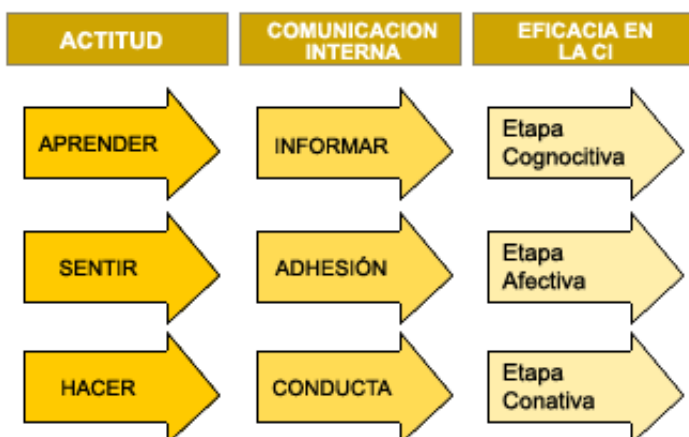 ACTITUD
COMUNICACION
INTERNA
EFICACIA EN
LA CI
APRENDER
INFORMAR
Etapa
Cognocitiva
SENTIR
ADHESIÓN
Etapa
Afectiva
HACER
CONDUCTA
Etapa
Conativa